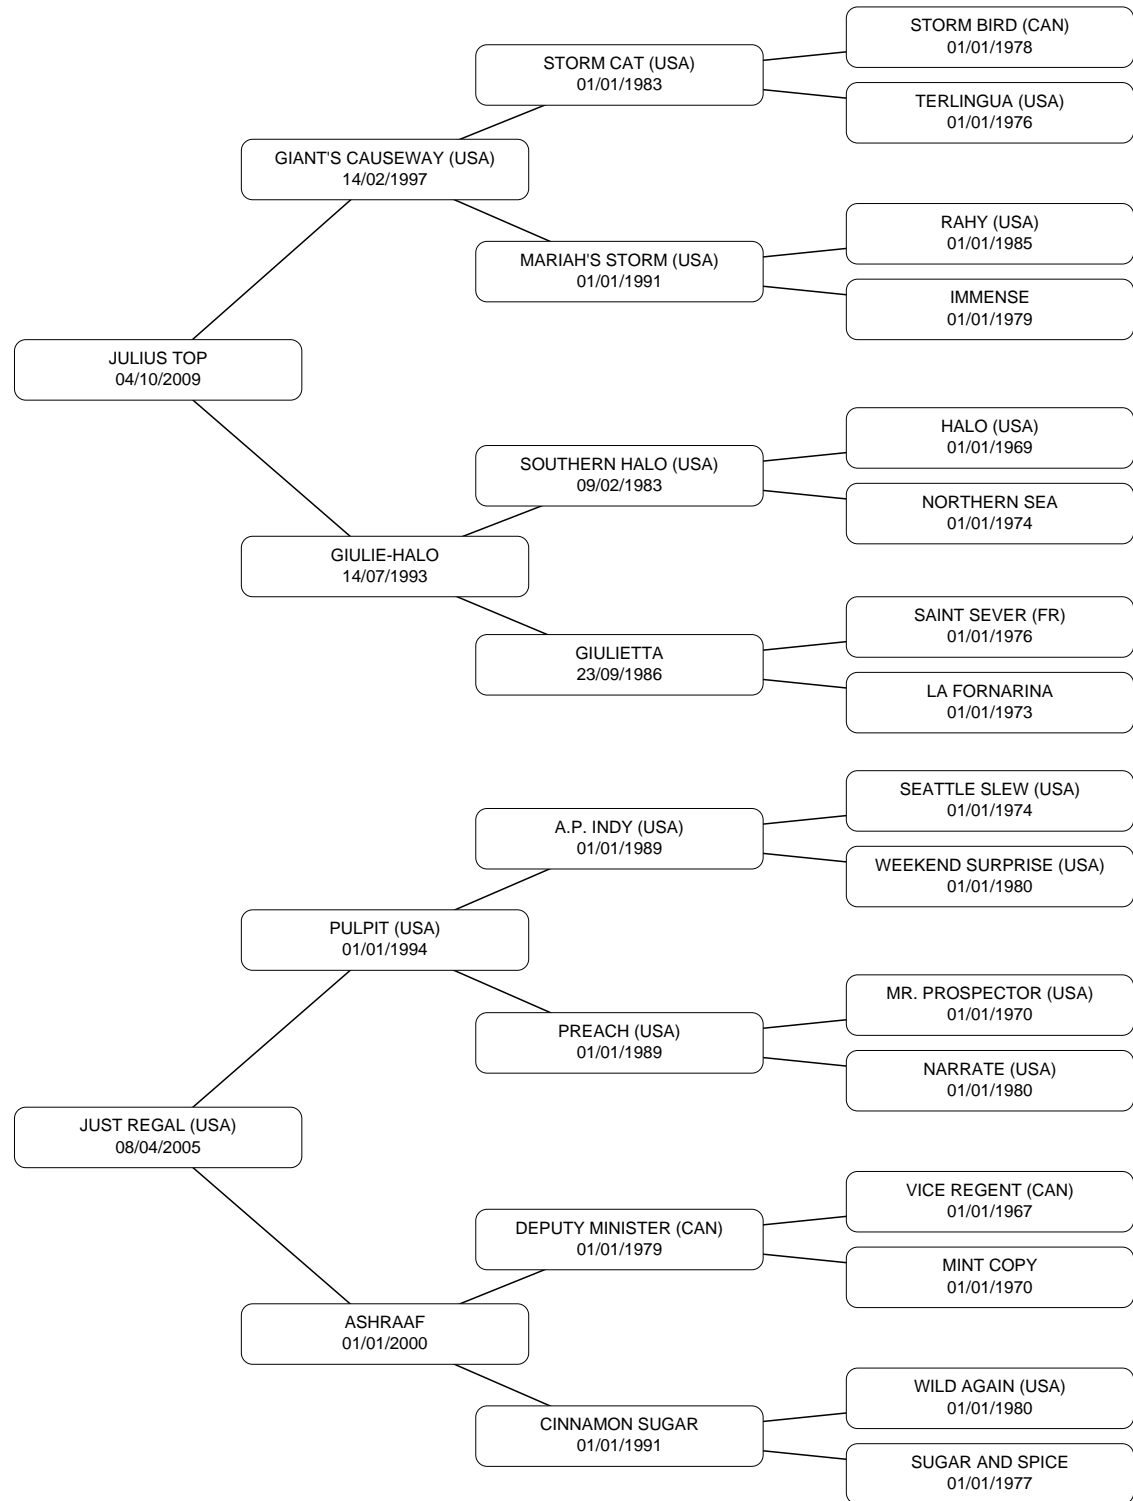 STORM BIRD (CAN)
01/01/1978
STORM CAT (USA)
01/01/1983
TERLINGUA (USA)
01/01/1976
GIANT'S CAUSEWAY (USA)
14/02/1997
RAHY (USA)
01/01/1985
MARIAH'S STORM (USA)
01/01/1991
IMMENSE
01/01/1979
JULIUS TOP
04/10/2009
HALO (USA)
01/01/1969
SOUTHERN HALO (USA)
09/02/1983
NORTHERN SEA
01/01/1974
GIULIE-HALO
14/07/1993
SAINT SEVER (FR)
01/01/1976
GIULIETTA
23/09/1986
LA FORNARINA
01/01/1973
SEATTLE SLEW (USA)
01/01/1974
A.P. INDY (USA)
01/01/1989
WEEKEND SURPRISE (USA)
01/01/1980
PULPIT (USA)
01/01/1994
MR. PROSPECTOR (USA)
01/01/1970
PREACH (USA)
01/01/1989
NARRATE (USA)
01/01/1980
JUST REGAL (USA)
08/04/2005
VICE REGENT (CAN)
01/01/1967
DEPUTY MINISTER (CAN)
01/01/1979
MINT COPY
01/01/1970
ASHRAAF
01/01/2000
WILD AGAIN (USA)
01/01/1980
CINNAMON SUGAR
01/01/1991
SUGAR AND SPICE
01/01/1977